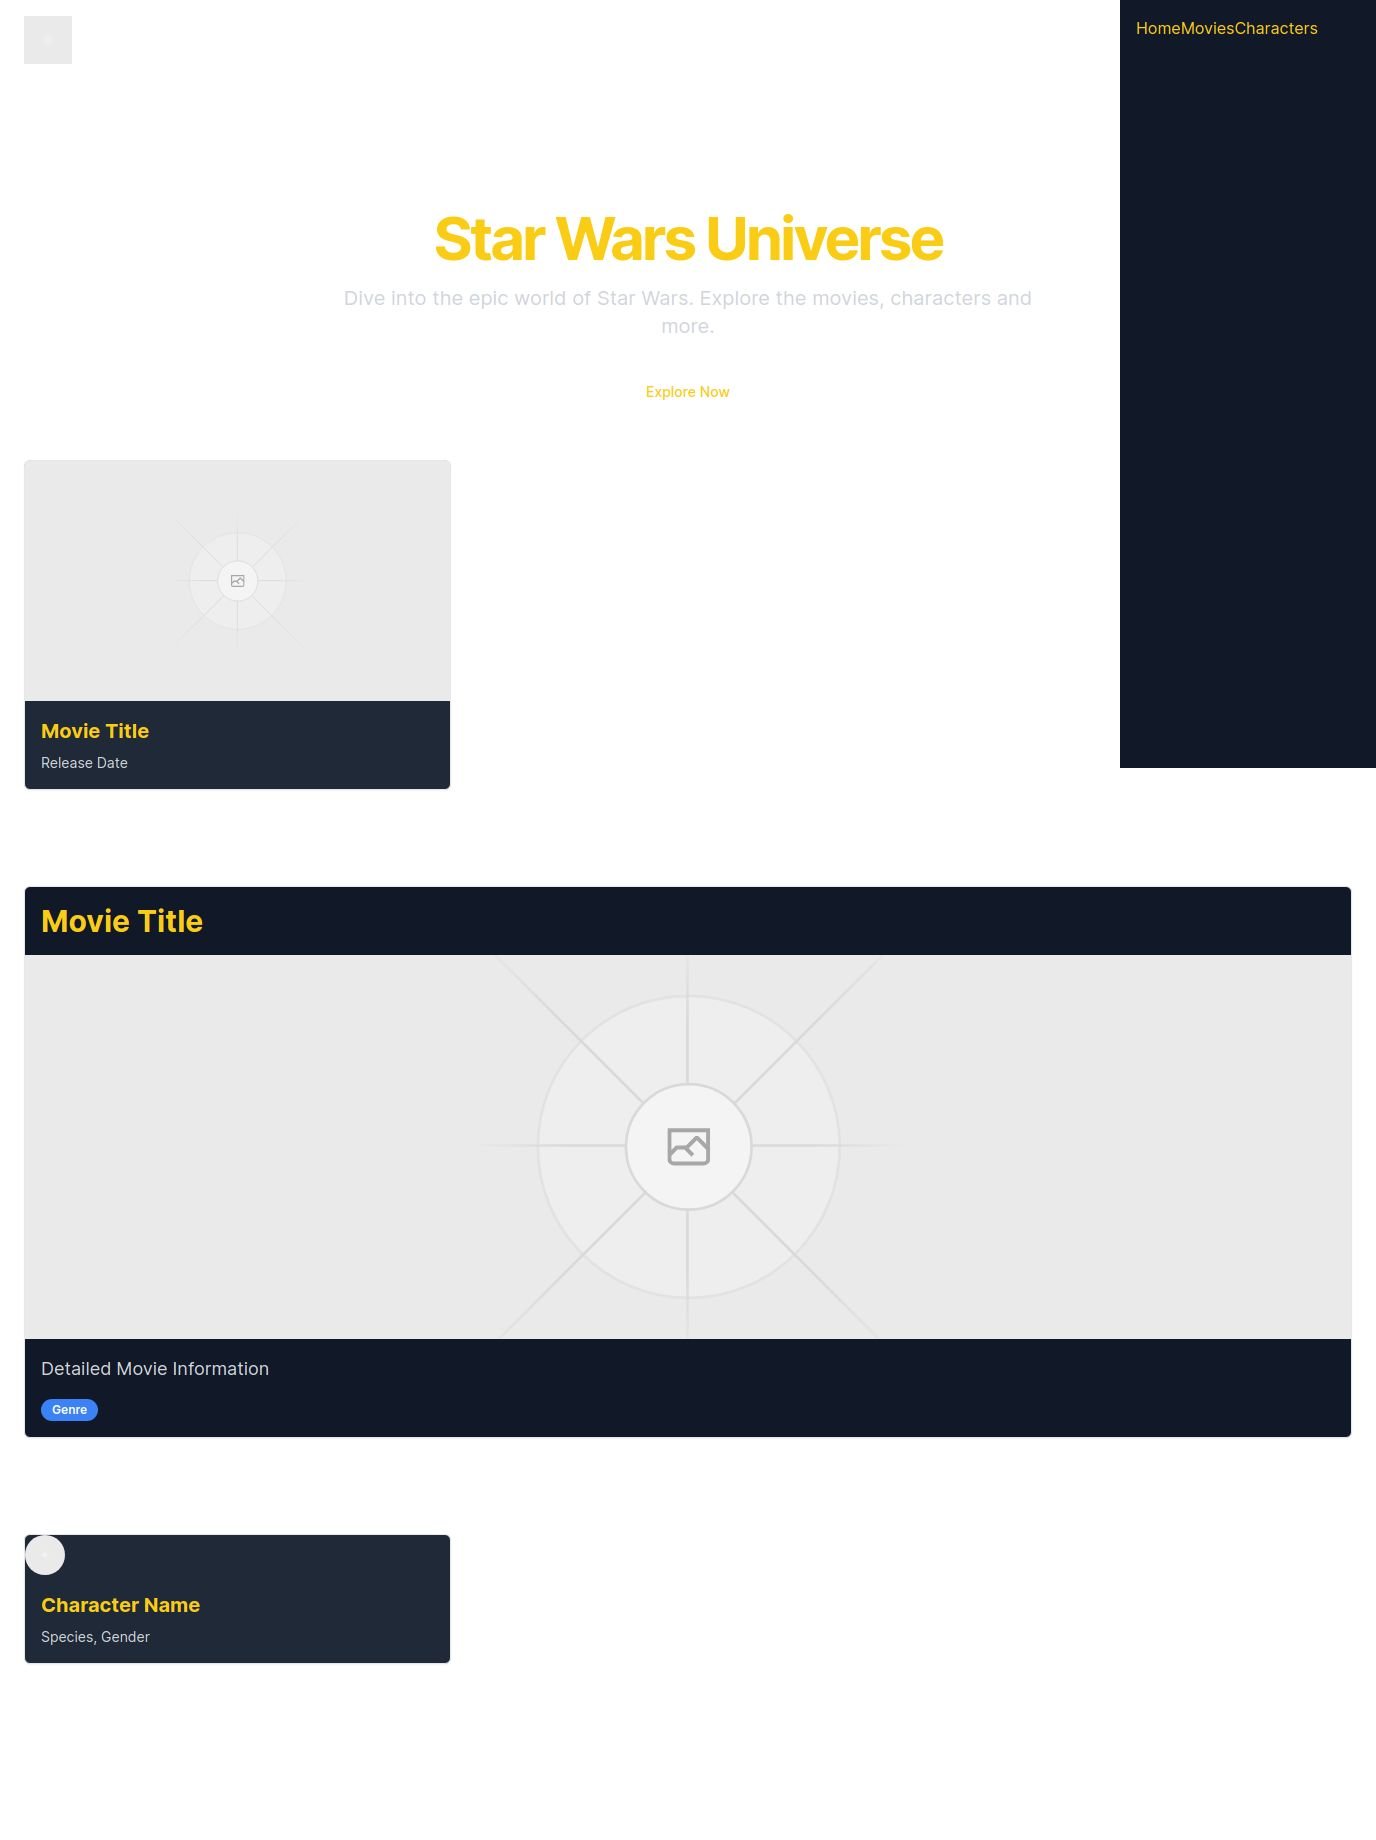 HomeMoviesCharacters
Star Wars Universe
Dive into the epic world of Star Wars. Explore the movies, characters and
more.
Explore Now
Movie Title
Release Date
Movie Title
Detailed Movie Information
Genre
Character Name
Species, Gender